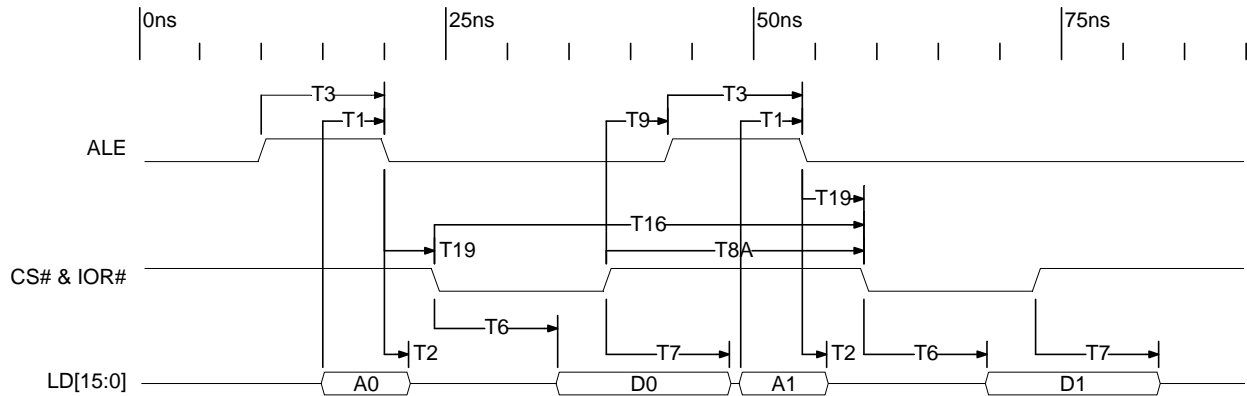 0ns 25ns 50ns 75ns
T3 T3
T1 T9 T1
ALE
T19
T16
T19 T8A
CS# & IOR#
T6
T2 T7 T2 T6 T7
LD[15:0] A0 D0 A1 D1